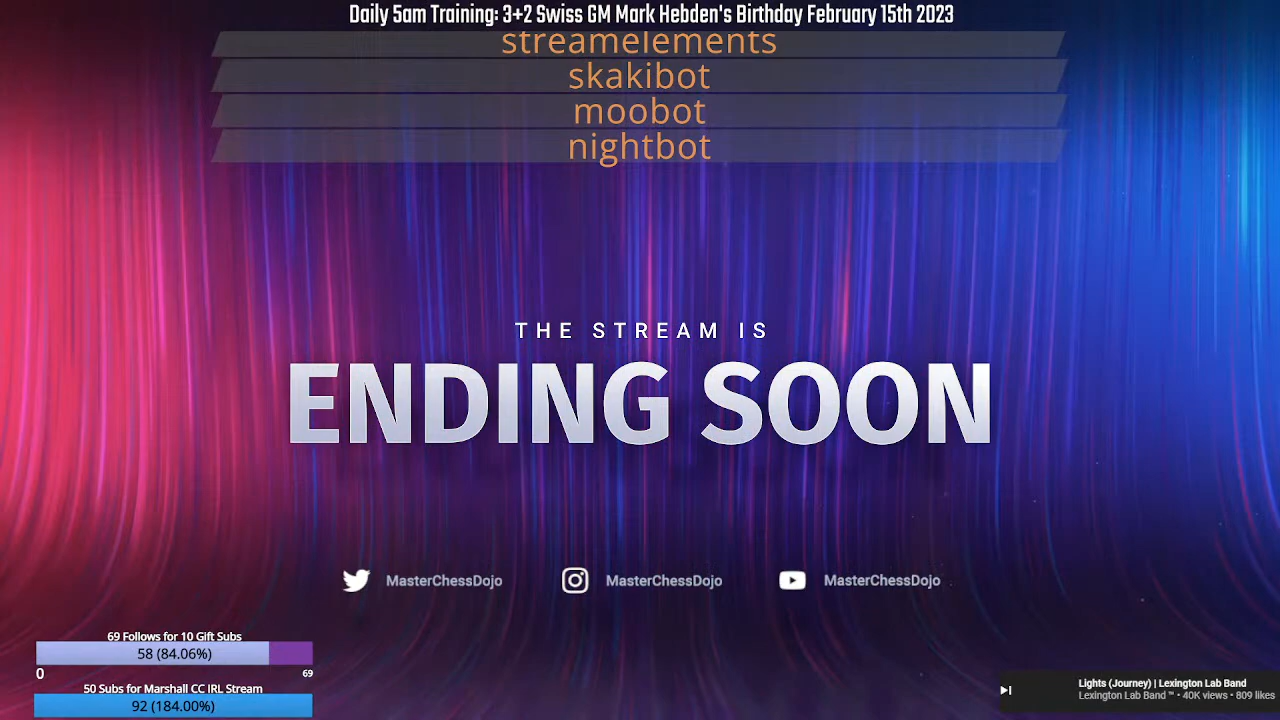 Daily 5am Training: 3+2 Swiss GM Mark Hebden's Birthday February 15th 2023
streamelements
skakibot
moobot
nightbot
THE STREAM IS
ENDING SOON
MasterChessDojo MasterChessDojo MasterChessDojo
69 Follows for 10 Gift Subs
58 (84.06%)
0 69
50 Subs for Marshall CC IRL Stream
92 (184.00%)
Lights (Journey) | Lexington Lab Band
Lexington Lab Band ™ • 40K views • 809 likes